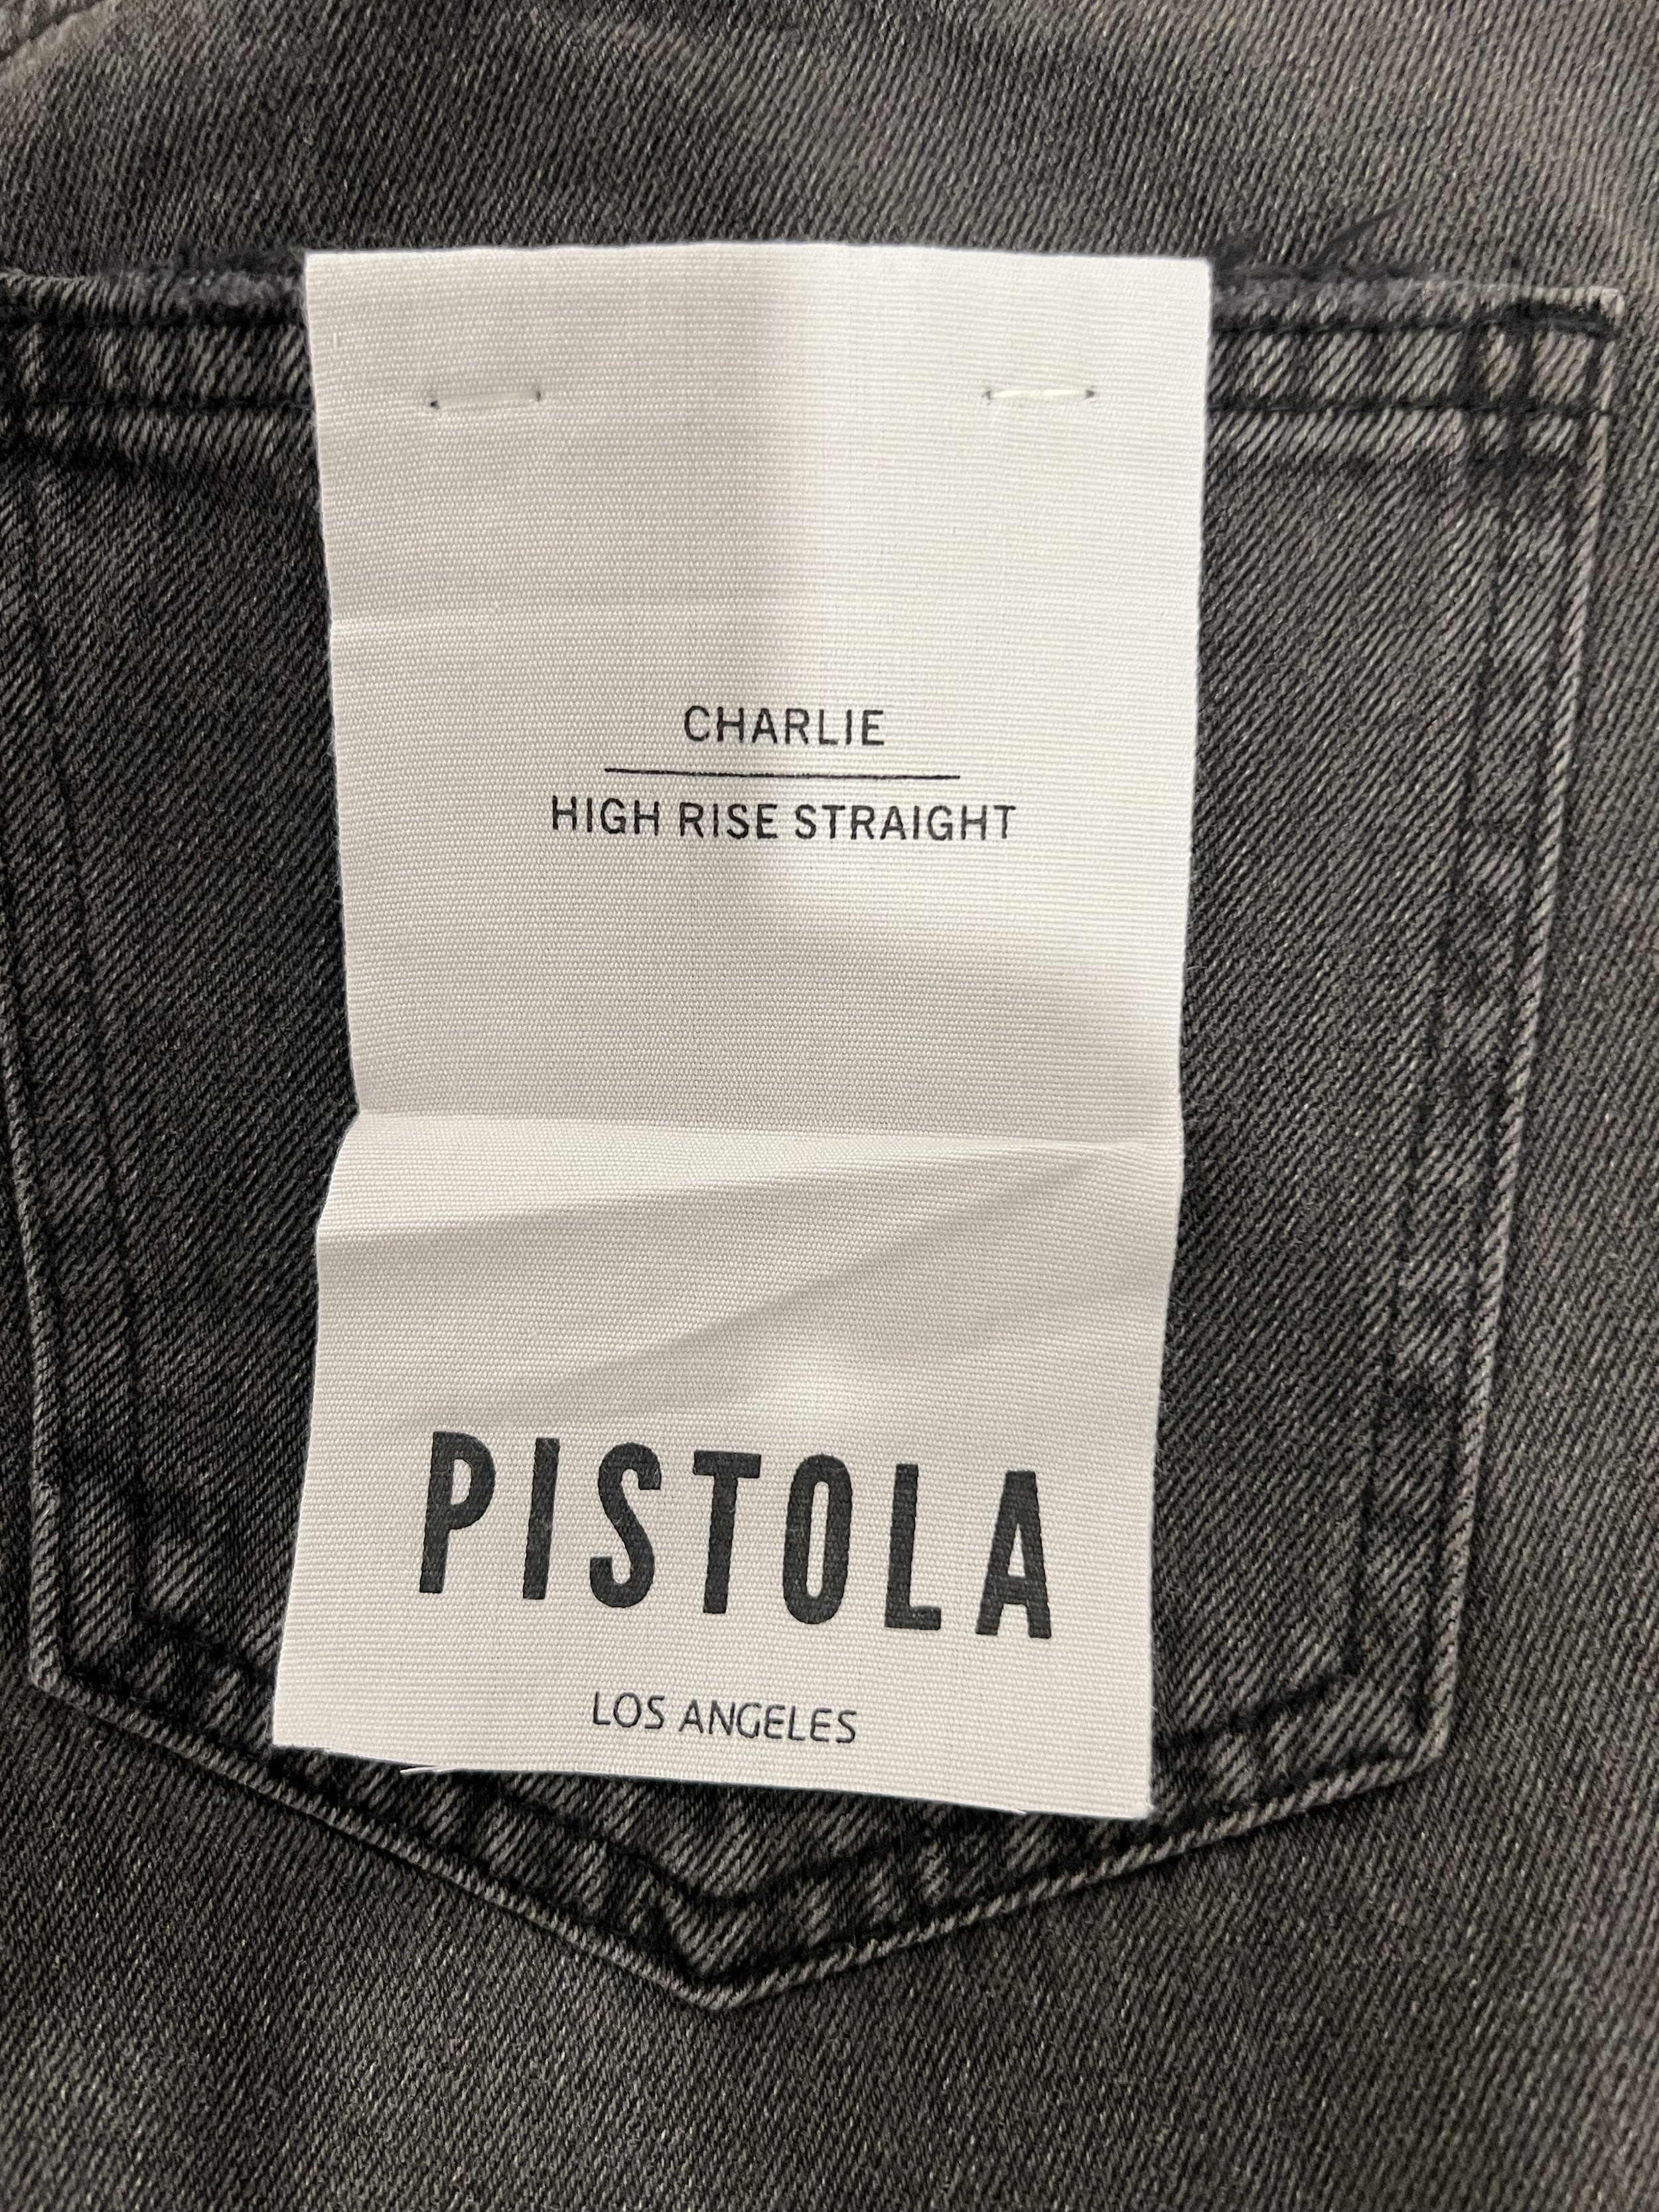 CHARLIE
HIGH RISE STRAIGHT
PISTOLA
LOS ANGELES